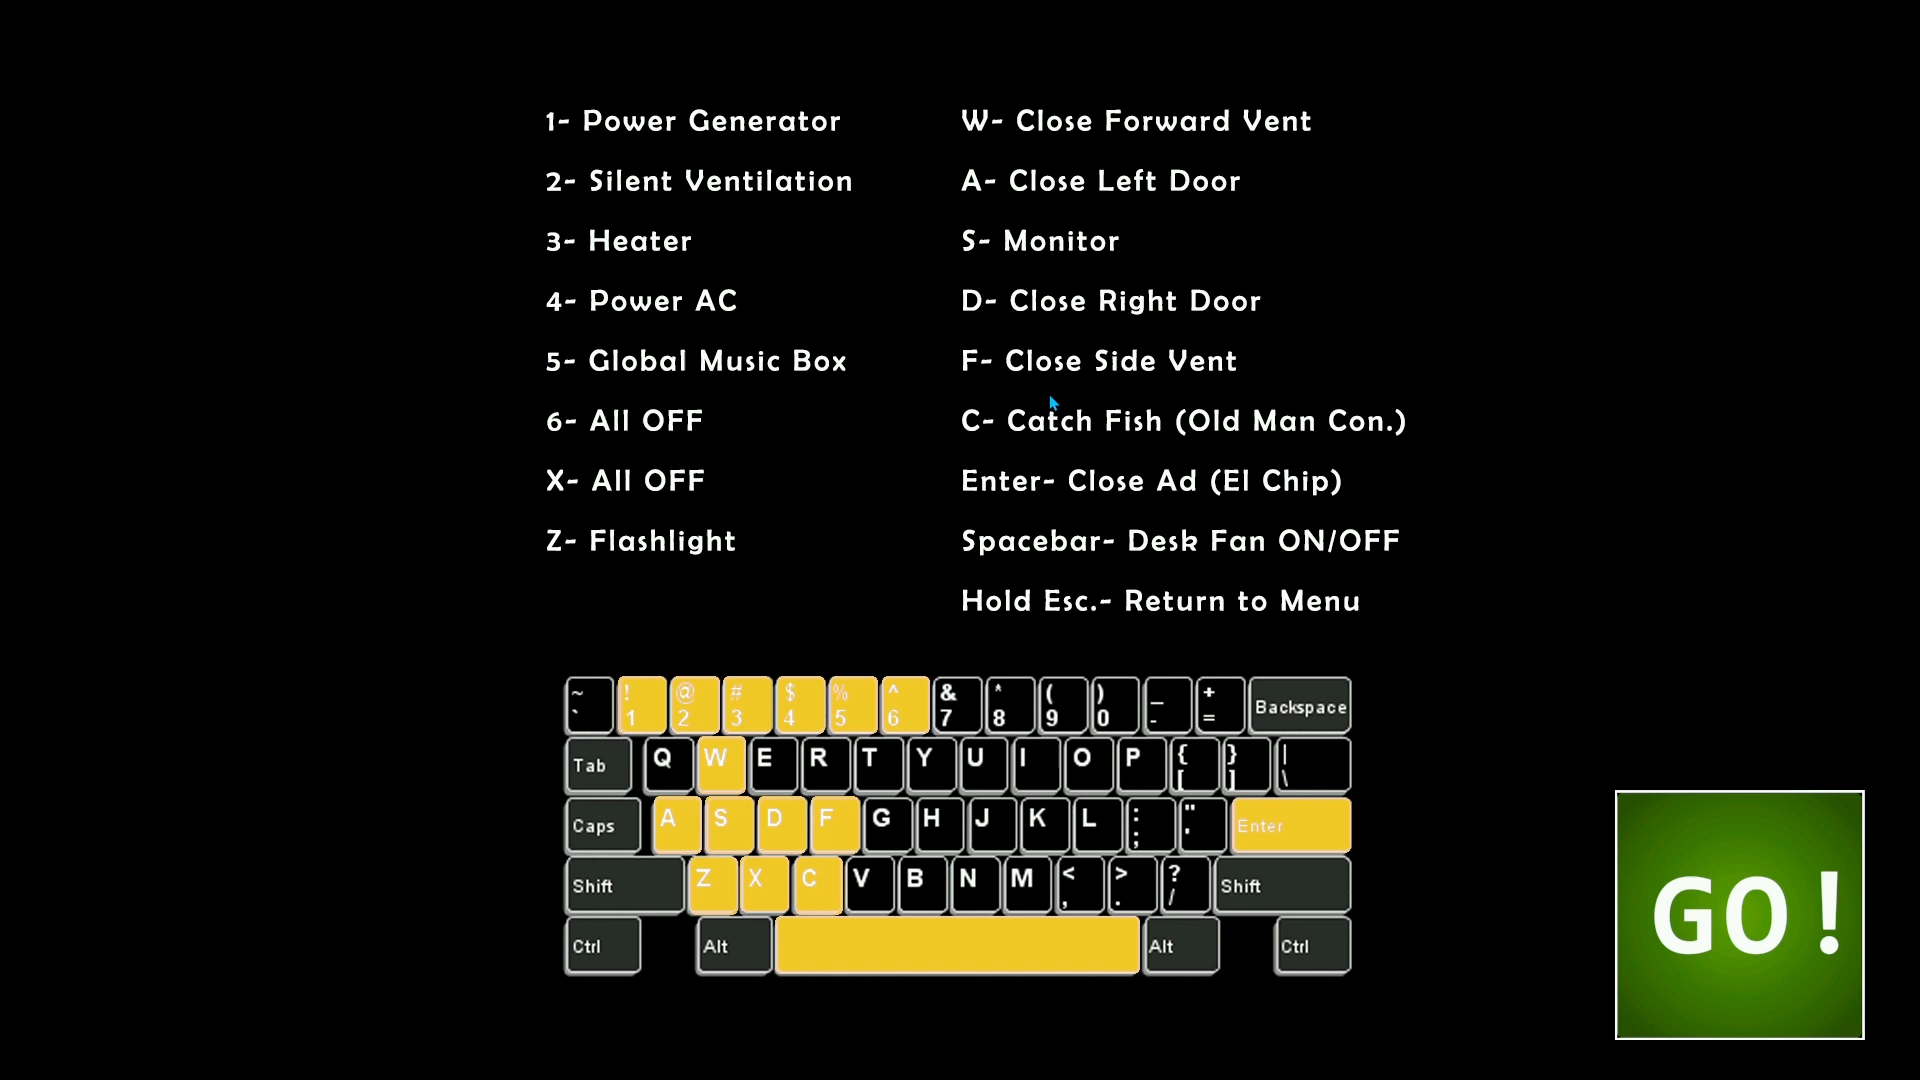 1- Power Generator
2- Silent Ventilation
3- Heater
4- Power AC
5- Global Music Box
6- All OFF
X- All OFF
Z- Flashlight
W- Close Forward Vent
A- Close Left Door
S- Monitor
D- Close Right Door
F- Close Side Vent
C- Catch Fish (Old Man Con.)
Enter- Close Ad (El Chip)
Spacebar- Desk Fan ON/OFF
Hold Esc.- Return to Menu
~ ! @ # $ % ^ & * ( ) _ +
` 1 2 3 4 5 6 7 8 9 0 - = Backspace
Tab Q W E R T Y U I O P { } |
[ ] \
Caps A S D F G H J K L : " Enter
; '
Shift Z X C V B N M < > ? Shift
, . /
Ctrl Alt Alt Ctrl
GO!